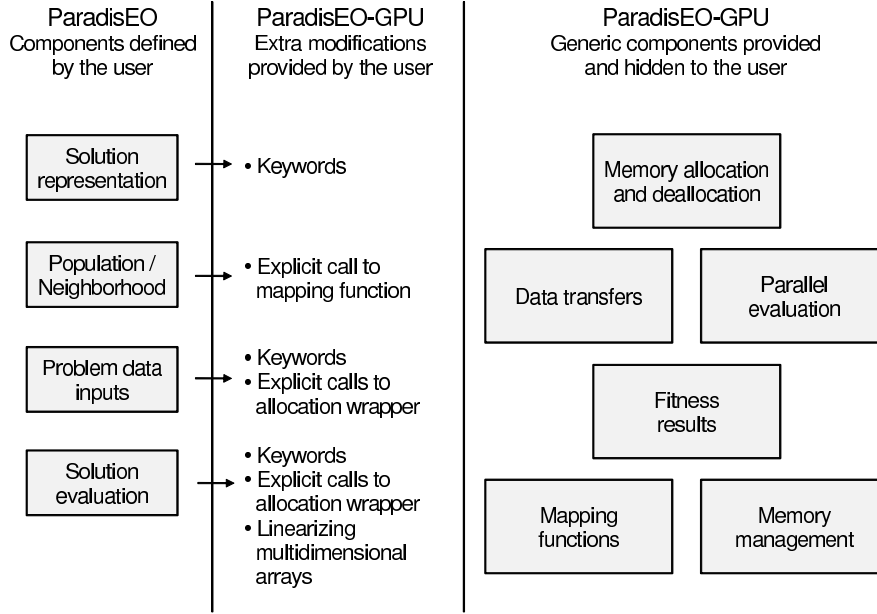 ParadisEO
Components defined
by the user
ParadisEO-GPU
Extra modifications
provided by the user
ParadisEO-GPU
Generic components provided
and hidden to the user
Solution
representation
• Keywords
Population /
Neighborhood
• Explicit call to
mapping function
Problem data
inputs
• Keywords
• Explicit calls to
allocation wrapper
Solution
evaluation
• Keywords
• Explicit calls to
allocation wrapper
• Linearizing
multidimensional
arrays
Memory allocation
and deallocation
Data transfers
Parallel
evaluation
Fitness
results
Mapping
functions
Memory
management